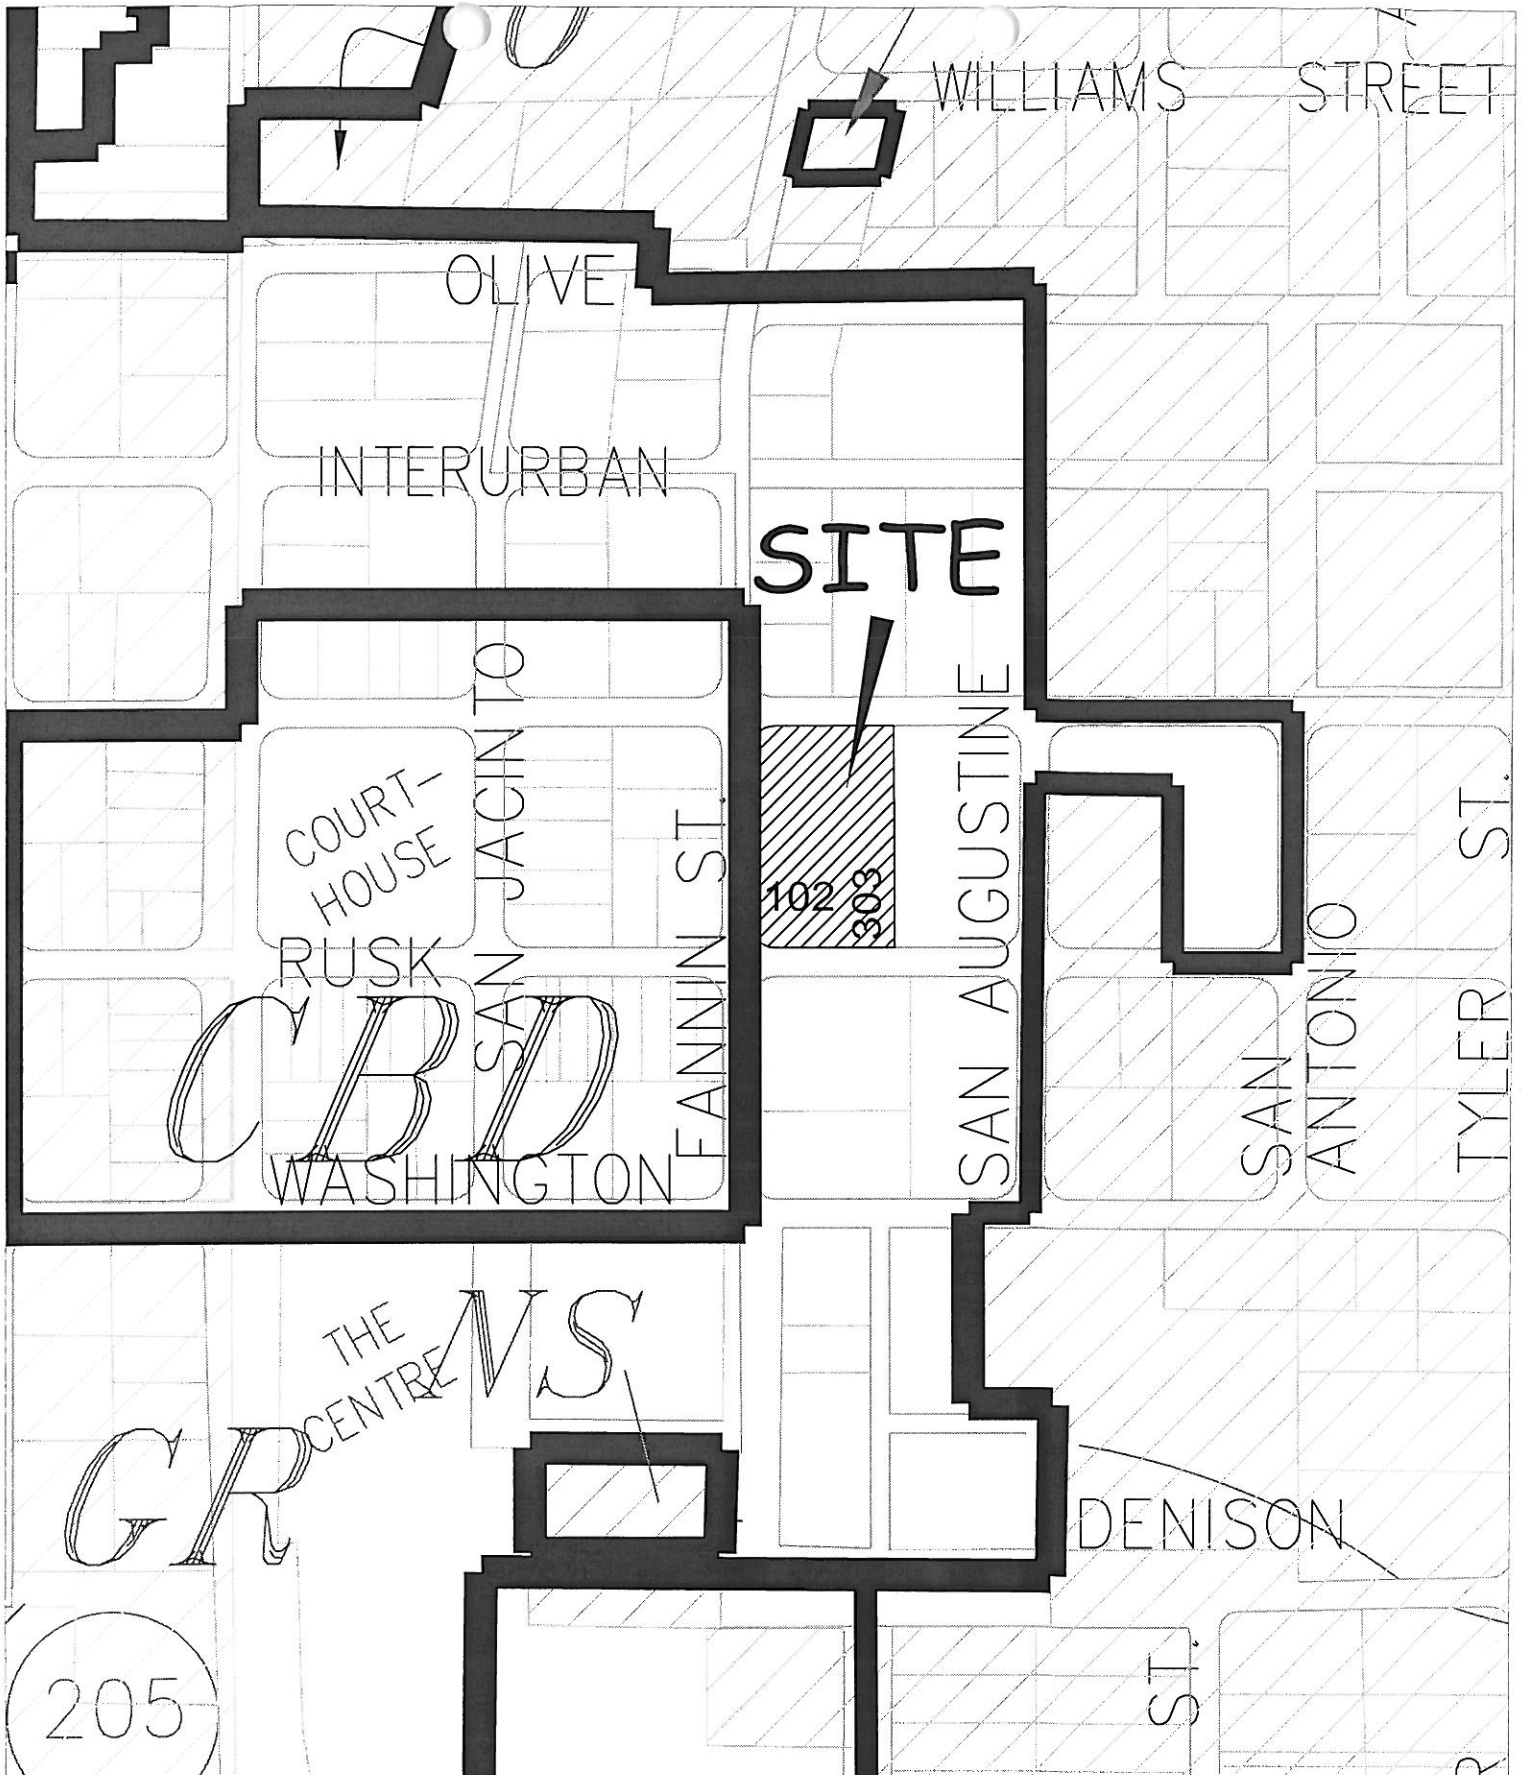 WILLIAMS STREET
OLIVE
INTERURBAN
SITE
SAN JACINTO
COURT-
HOUSE
FANNIN ST.
102
303
SAN AUGUSTINE
RUSK
CBD
SAN
ANTONIO
TYLER ST.
WASHINGTON
THE
CENTRE
NS
GR
DENISON
205
ST.